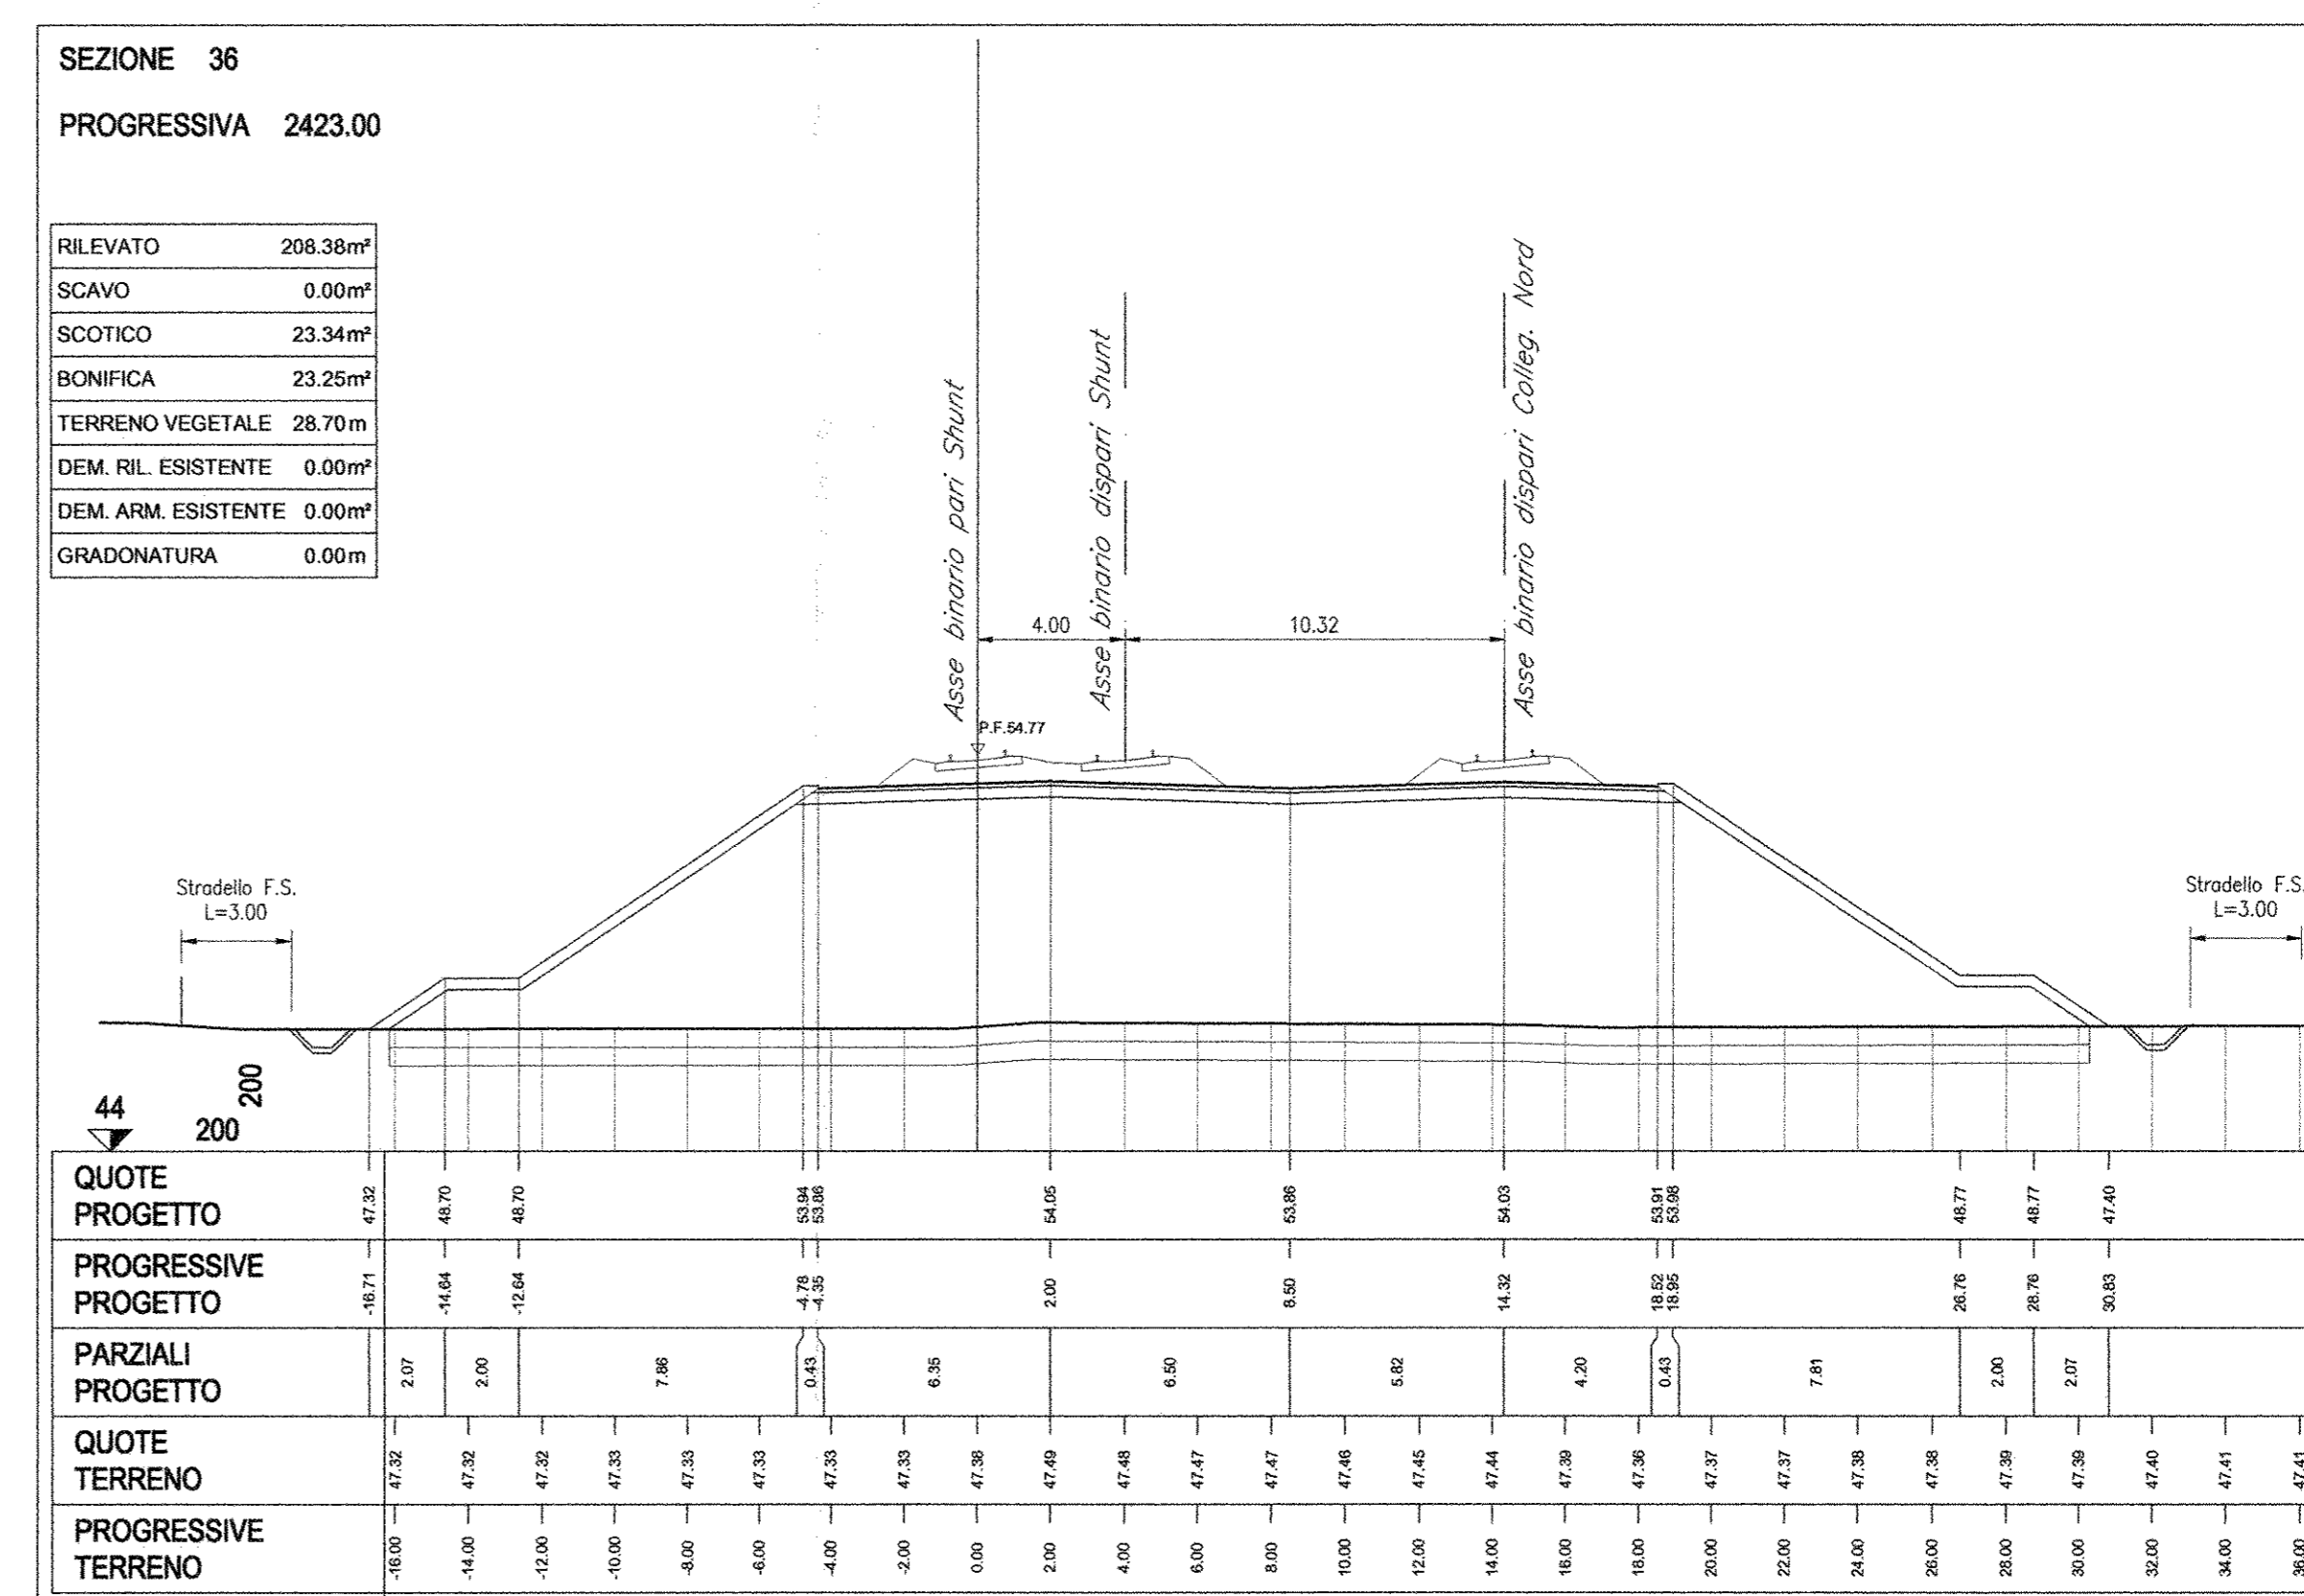 SEZIONE 36
PROGRESSIVA 2423.00
RILEVATO 208.38m²
SCAVO 0.00m²
SCOTICO 23.34m²
BONIFICA 23.25m²
TERRENO VEGETALE 28.70m
DEM. RIL. ESISTENTE 0.00m²
DEM. ARM. ESISTENTE 0.00m²
GRADONATURA 0.00m
Asse binario pari Shunt
Asse binario dispari Shunt
Asse binario dispari Colleg. Nord
4.00
10.32
P.F.54.77
Stradello F.S.
L=3.00
Stradello F.S.
L=3.00
44
200
200
QUOTE
PROGETTO
47.32 48.70 48.70 53.94 53.86 54.05 53.86 54.03 53.91 53.98 48.77 48.77 47.40
PROGRESSIVE
PROGETTO
-16.71 -14.64 -12.64 -4.78 -4.35 2.00 8.50 14.32 18.52 18.95 26.76 28.76 30.83
PARZIALI
PROGETTO
2.07 2.00 7.86 0.43 6.35 6.50 5.82 4.20 0.43 7.81 2.00 2.07
QUOTE
TERRENO
47.32 47.32 47.32 47.33 47.33 47.33 47.33 47.33 47.38 47.49 47.48 47.47 47.47 47.46 47.45 47.44 47.39 47.36 47.37 47.37 47.38 47.38 47.39 47.39 47.40 47.41 47.41
PROGRESSIVE
TERRENO
-16.00 -14.00 -12.00 -10.00 -8.00 -6.00 -4.00 -2.00 0.00 2.00 4.00 6.00 8.00 10.00 12.00 14.00 16.00 18.00 20.00 22.00 24.00 26.00 28.00 30.00 32.00 34.00 36.00